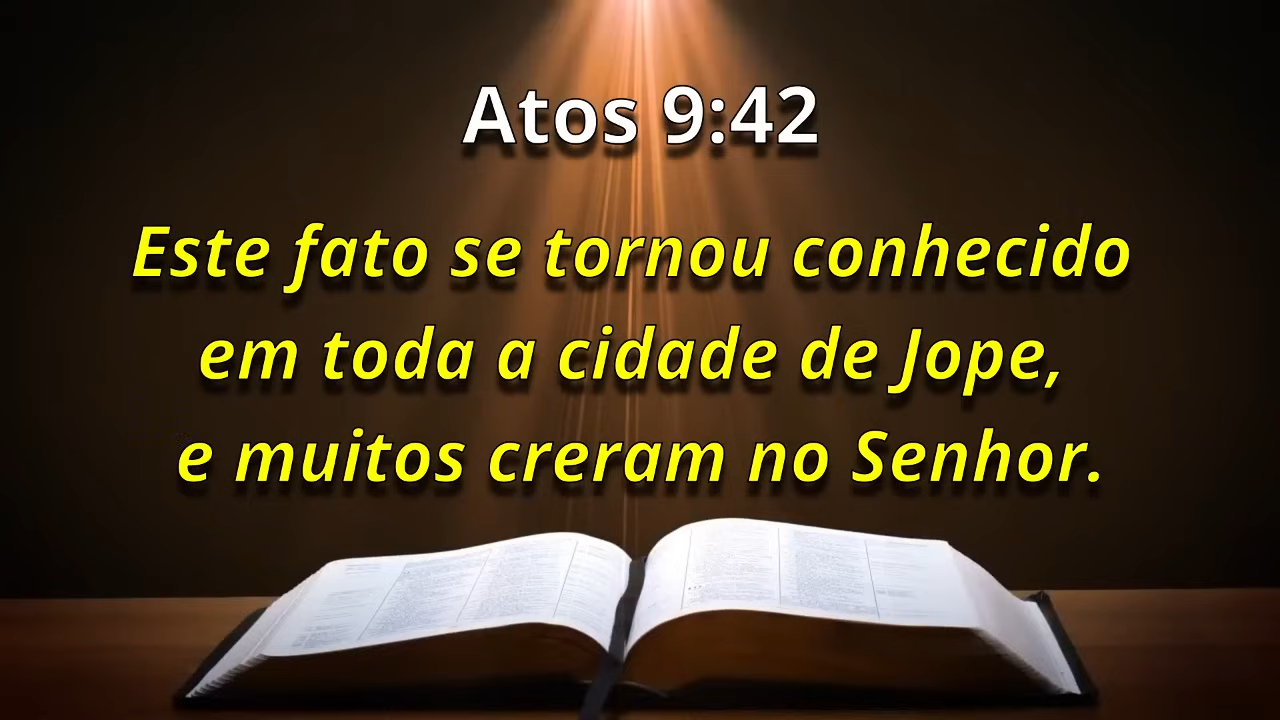 Atos 9:42
Este fato se tornou conhecido
em toda a cidade de Jope,
e muitos creram no Senhor.